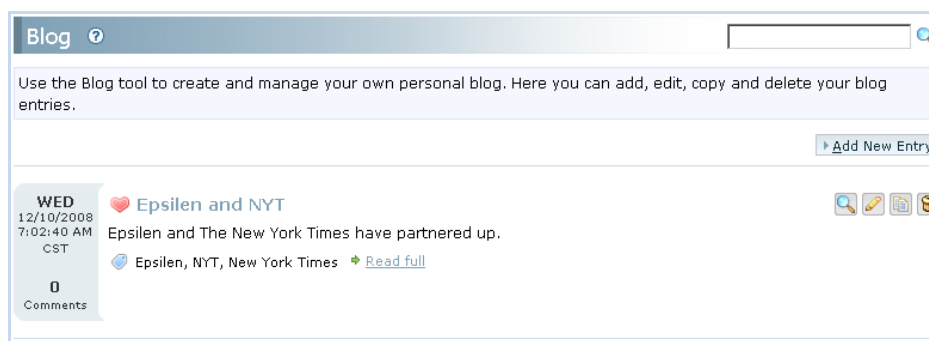 Blog
Use the Blog tool to create and manage your own personal blog. Here you can add, edit, copy and delete your blog
entries.
Add New Entry
WED
12/10/2008
7:02:40 AM
CST
0
Comments
Epsilen and NYT
Epsilen and The New York Times have partnered up.
Epsilen, NYT, New York Times Read full